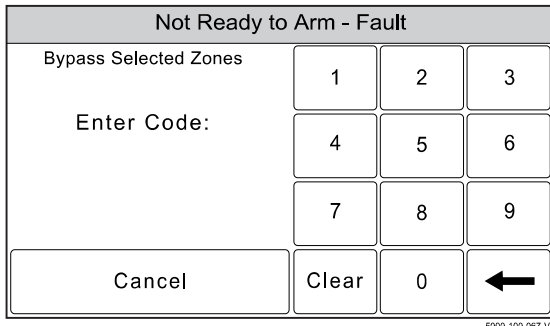 Not Ready to Arm - Fault
Bypass Selected Zones
Enter Code:
1 2 3
4 5 6
7 8 9
Cancel Clear 0